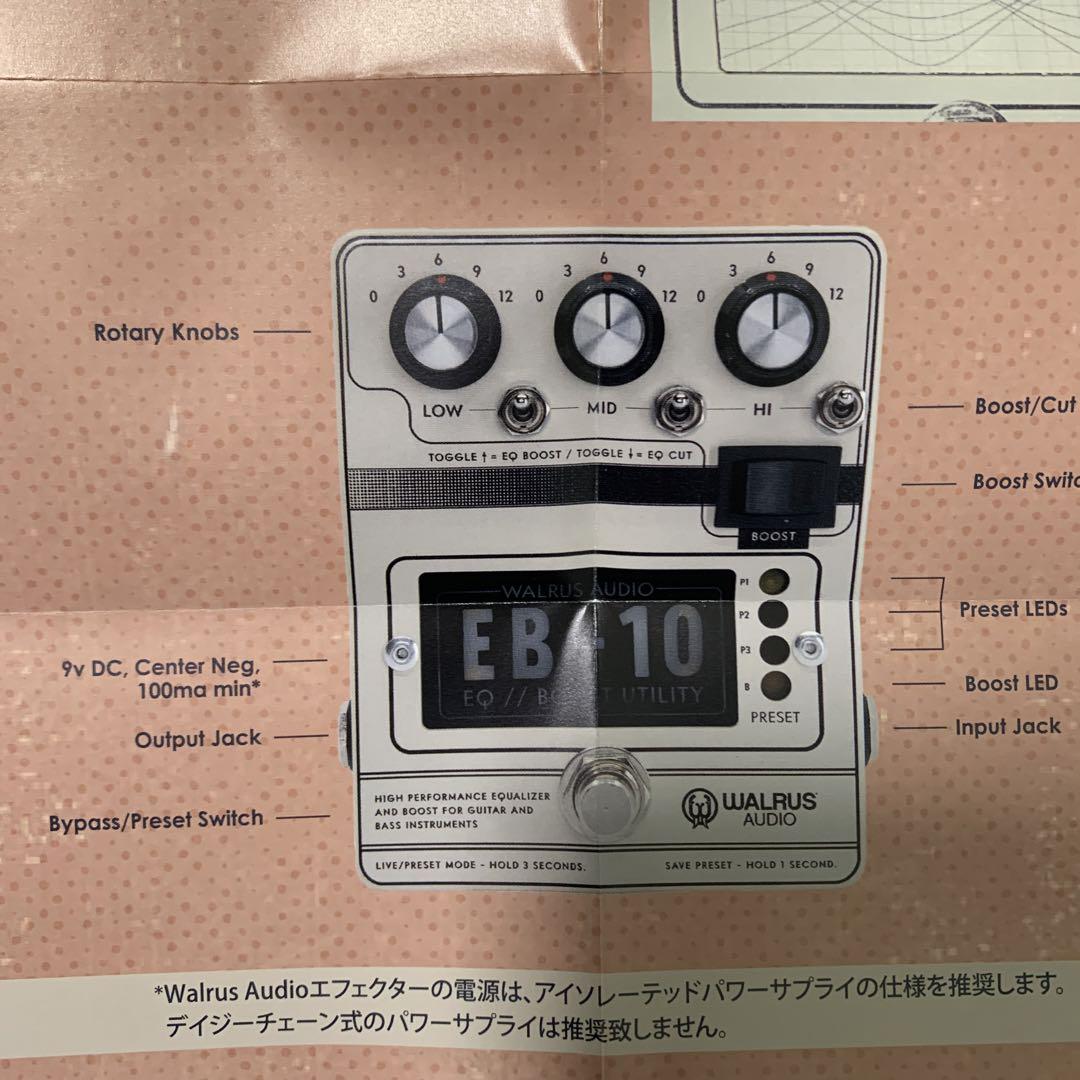 0 3 6 9 12
0 3 6 9 12
0 3 6 9 12
Rotary Knobs
LOW MID HI
Boost/Cut
TOGGLE ↑ = EQ BOOST / TOGGLE ↓ = EQ CUT
Boost
BOOST
WALRUS AUDIO
EB-10
EQ // BOOST UTILITY
P1
P2
P3
B
PRESET
Preset LEDs
Boost LED
Input Jack
9v DC, Center Neg,
100ma min*
Output Jack
Bypass/Preset Switch
HIGH PERFORMANCE EQUALIZER
AND BOOST FOR GUITAR AND
BASS INSTRUMENTS
WALRUS
AUDIO
LIVE/PRESET MODE - HOLD 3 SECONDS.
SAVE PRESET - HOLD 1 SECOND.
*Walrus Audioエフェクターの電源は、アイソレーテッドパワーサプライの仕様を推奨します。
デイジーチェーン式のパワーサプライは推奨致しません。